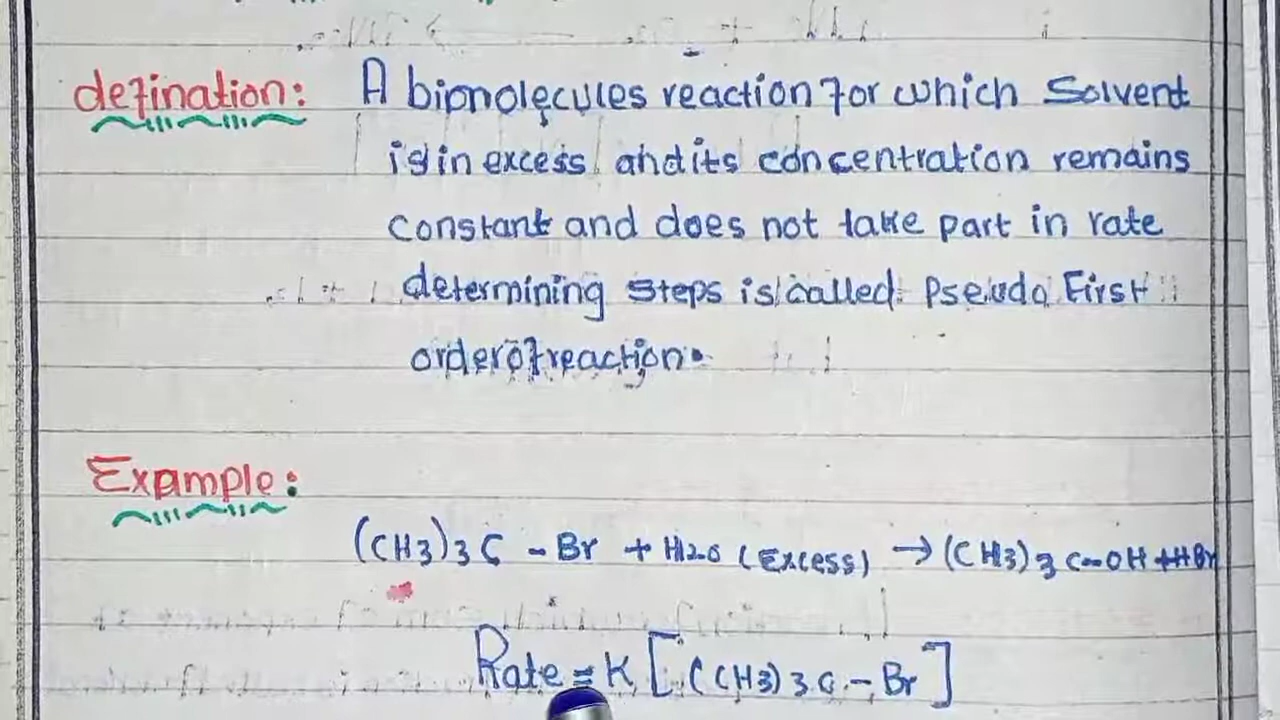 defination: A bimolecules reaction for which Solvent
is in excess and its concentration remains
constant and does not take part in rate
determining steps is called Pseudo First
order of reaction.
Example:
(CH3)3C - Br + H2O (Excess) → (CH3)3C-OH + HBr
Rate = K [(CH3)3C - Br]